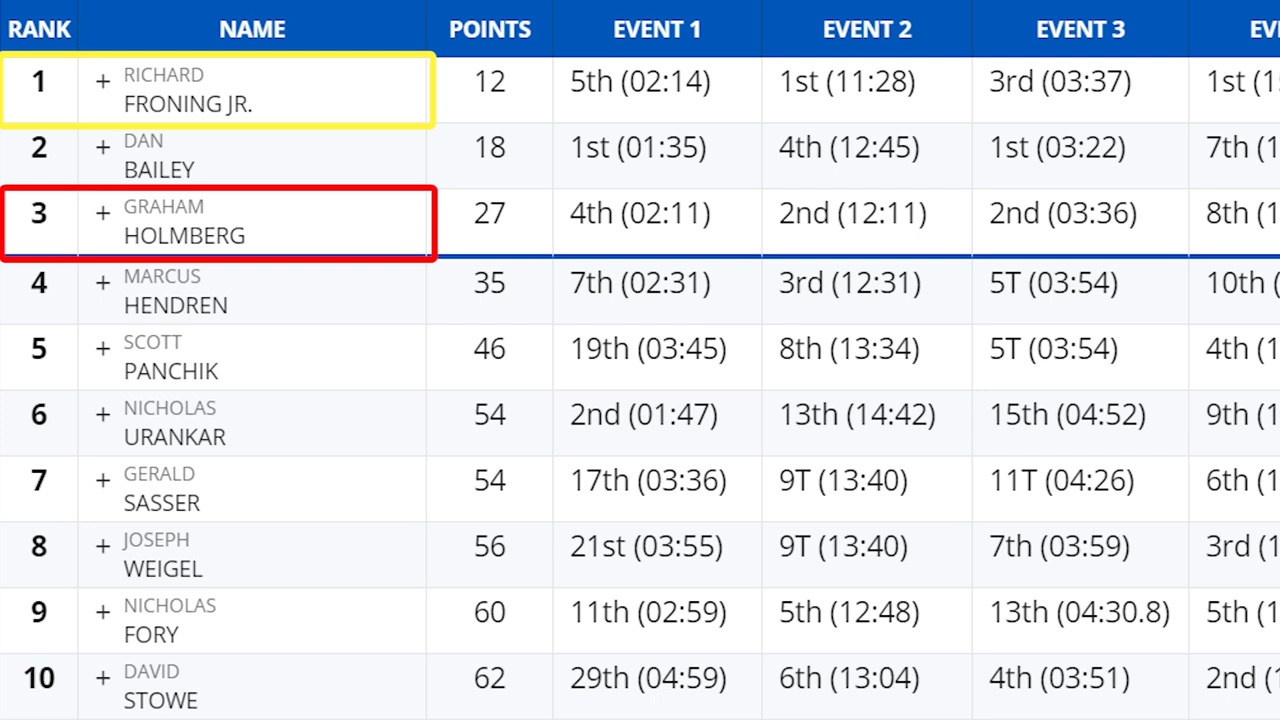 RANK NAME POINTS EVENT 1 EVENT 2 EVENT 3 EV
1 + RICHARD FRONING JR. 12 5th (02:14) 1st (11:28) 3rd (03:37) 1st (1
2 + DAN BAILEY 18 1st (01:35) 4th (12:45) 1st (03:22) 7th (1
3 + GRAHAM HOLMBERG 27 4th (02:11) 2nd (12:11) 2nd (03:36) 8th (1
4 + MARCUS HENDREN 35 7th (02:31) 3rd (12:31) 5T (03:54) 10th (
5 + SCOTT PANCHIK 46 19th (03:45) 8th (13:34) 5T (03:54) 4th (1
6 + NICHOLAS URANKAR 54 2nd (01:47) 13th (14:42) 15th (04:52) 9th (1
7 + GERALD SASSER 54 17th (03:36) 9T (13:40) 11T (04:26) 6th (1
8 + JOSEPH WEIGEL 56 21st (03:55) 9T (13:40) 7th (03:59) 3rd (1
9 + NICHOLAS FORY 60 11th (02:59) 5th (12:48) 13th (04:30.8) 5th (1
10 + DAVID STOWE 62 29th (04:59) 6th (13:04) 4th (03:51) 2nd (1